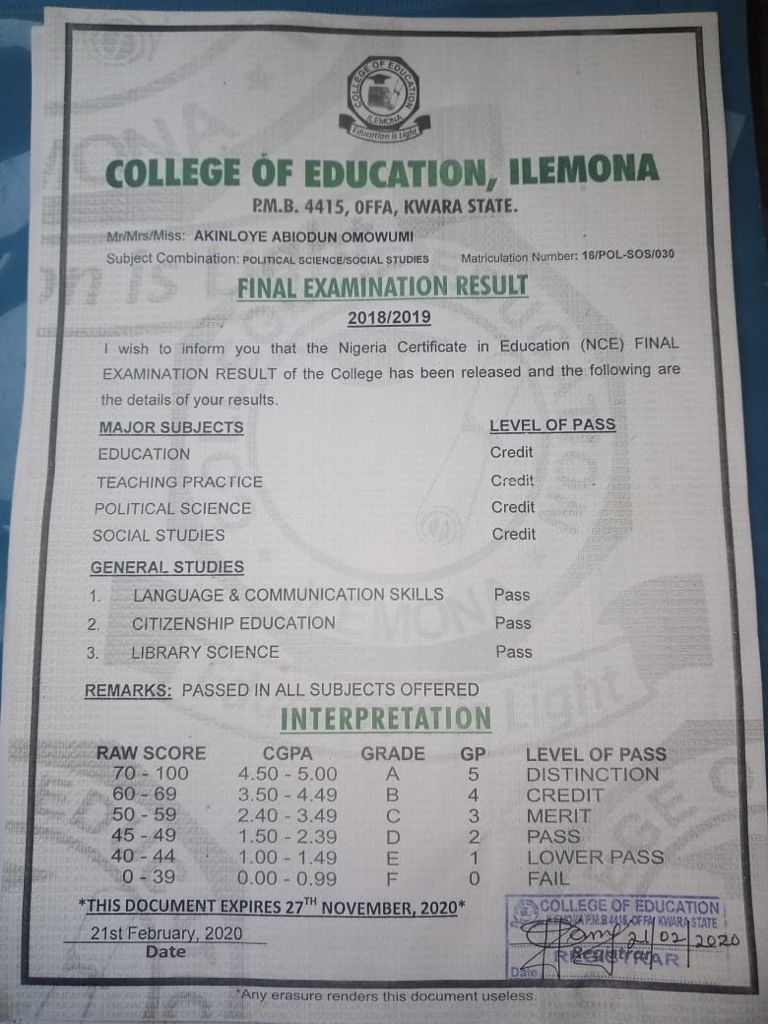 COLLEGE OF EDUCATION
ILEMONA
Education is Light
COLLEGE OF EDUCATION, ILEMONA
P.M.B. 4415, OFFA, KWARA STATE.
Mr/Mrs/Miss: AKINLOYE ABIODUN OMOWUMI
Subject Combination: POLITICAL SCIENCE/SOCIAL STUDIES Matriculation Number: 16/POL-SOS/030
FINAL EXAMINATION RESULT
2018/2019
I wish to inform you that the Nigeria Certificate in Education (NCE) FINAL
EXAMINATION RESULT of the College has been released and the following are
the details of your results.
MAJOR SUBJECTS LEVEL OF PASS
EDUCATION Credit
TEACHING PRACTICE Credit
POLITICAL SCIENCE Credit
SOCIAL STUDIES Credit
GENERAL STUDIES
1. LANGUAGE & COMMUNICATION SKILLS Pass
2. CITIZENSHIP EDUCATION Pass
3. LIBRARY SCIENCE Pass
REMARKS: PASSED IN ALL SUBJECTS OFFERED
INTERPRETATION
RAW SCORE CGPA GRADE GP LEVEL OF PASS
70 - 100 4.50 - 5.00 A 5 DISTINCTION
60 - 69 3.50 - 4.49 B 4 CREDIT
50 - 59 2.40 - 3.49 C 3 MERIT
45 - 49 1.50 - 2.39 D 2 PASS
40 - 44 1.00 - 1.49 E 1 LOWER PASS
0 - 39 0.00 - 0.99 F 0 FAIL
*THIS DOCUMENT EXPIRES 27TH NOVEMBER, 2020*
21st February, 2020
Date
COLLEGE OF EDUCATION
P.M.B 4415, OFFA, KWARA STATE
21/02/2020
Registrar
REGISTRAR
Date
*Any erasure renders this document useless.